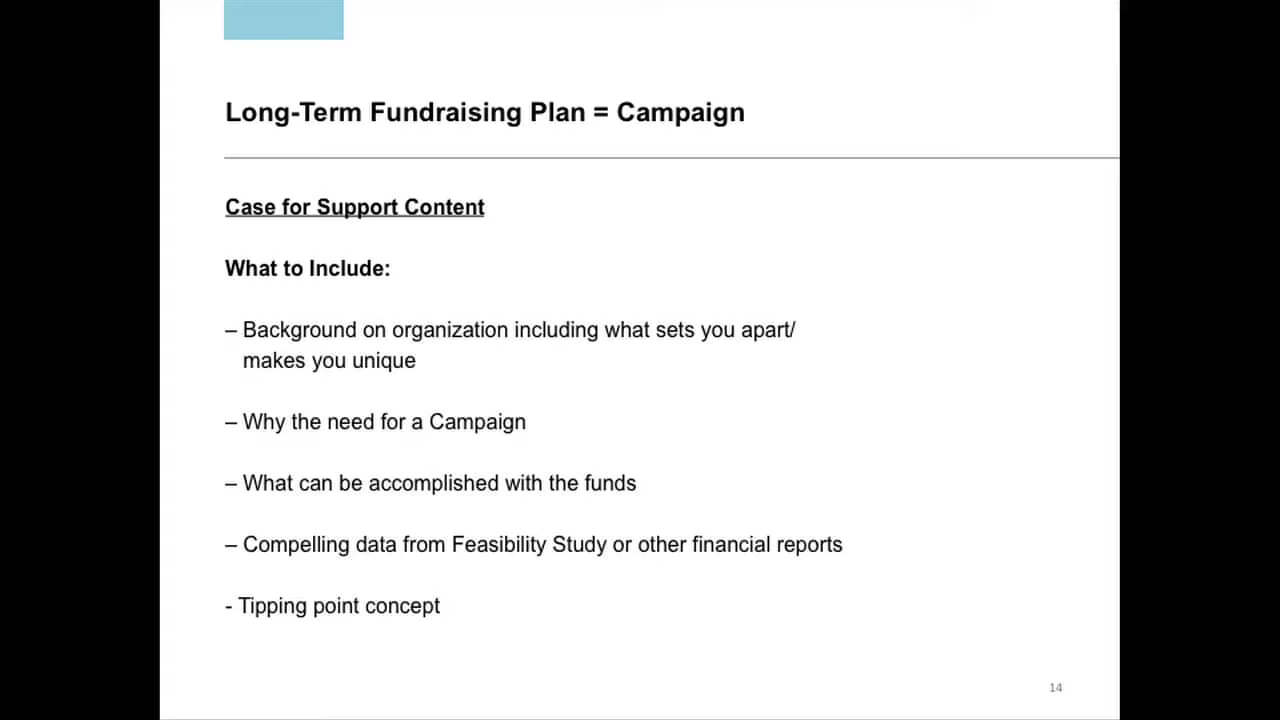 Long-Term Fundraising Plan = Campaign
Case for Support Content
What to Include:
– Background on organization including what sets you apart/
makes you unique
– Why the need for a Campaign
– What can be accomplished with the funds
– Compelling data from Feasibility Study or other financial reports
- Tipping point concept
14